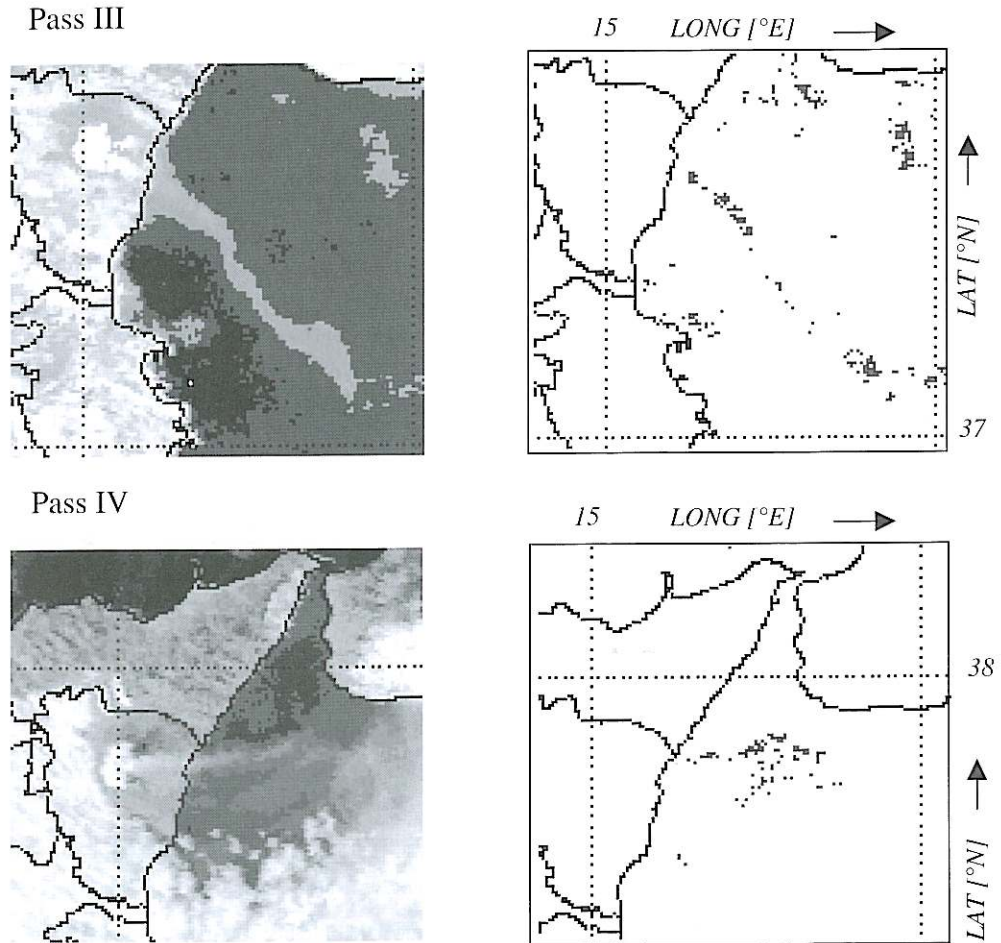 Pass III
15 LONG [°E]
LAT [°N]
37
Pass IV
15 LONG [°E]
38
LAT [°N]